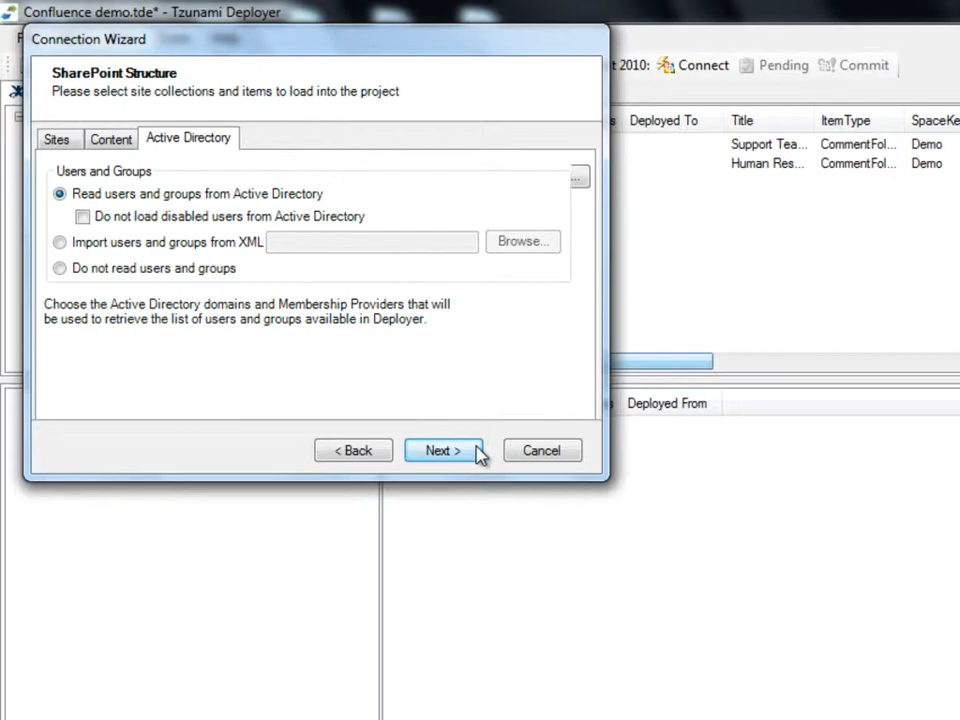 Confluence demo.tde* - Tzunami Deployer
Connection Wizard
SharePoint Structure
Please select site collections and items to load into the project
Sites
Content
Active Directory
Users and Groups
...
Read users and groups from Active Directory
Do not load disabled users from Active Directory
Import users and groups from XML
Browse...
Do not read users and groups
Choose the Active Directory domains and Membership Providers that will
be used to retrieve the list of users and groups available in Deployer.
< Back
Next >
Cancel
t 2010:
Connect
Pending
Commit
s
Deployed To
Title
ItemType
SpaceKe
Support Tea...
CommentFol...
Demo
Human Res...
CommentFol...
Demo
s
Deployed From